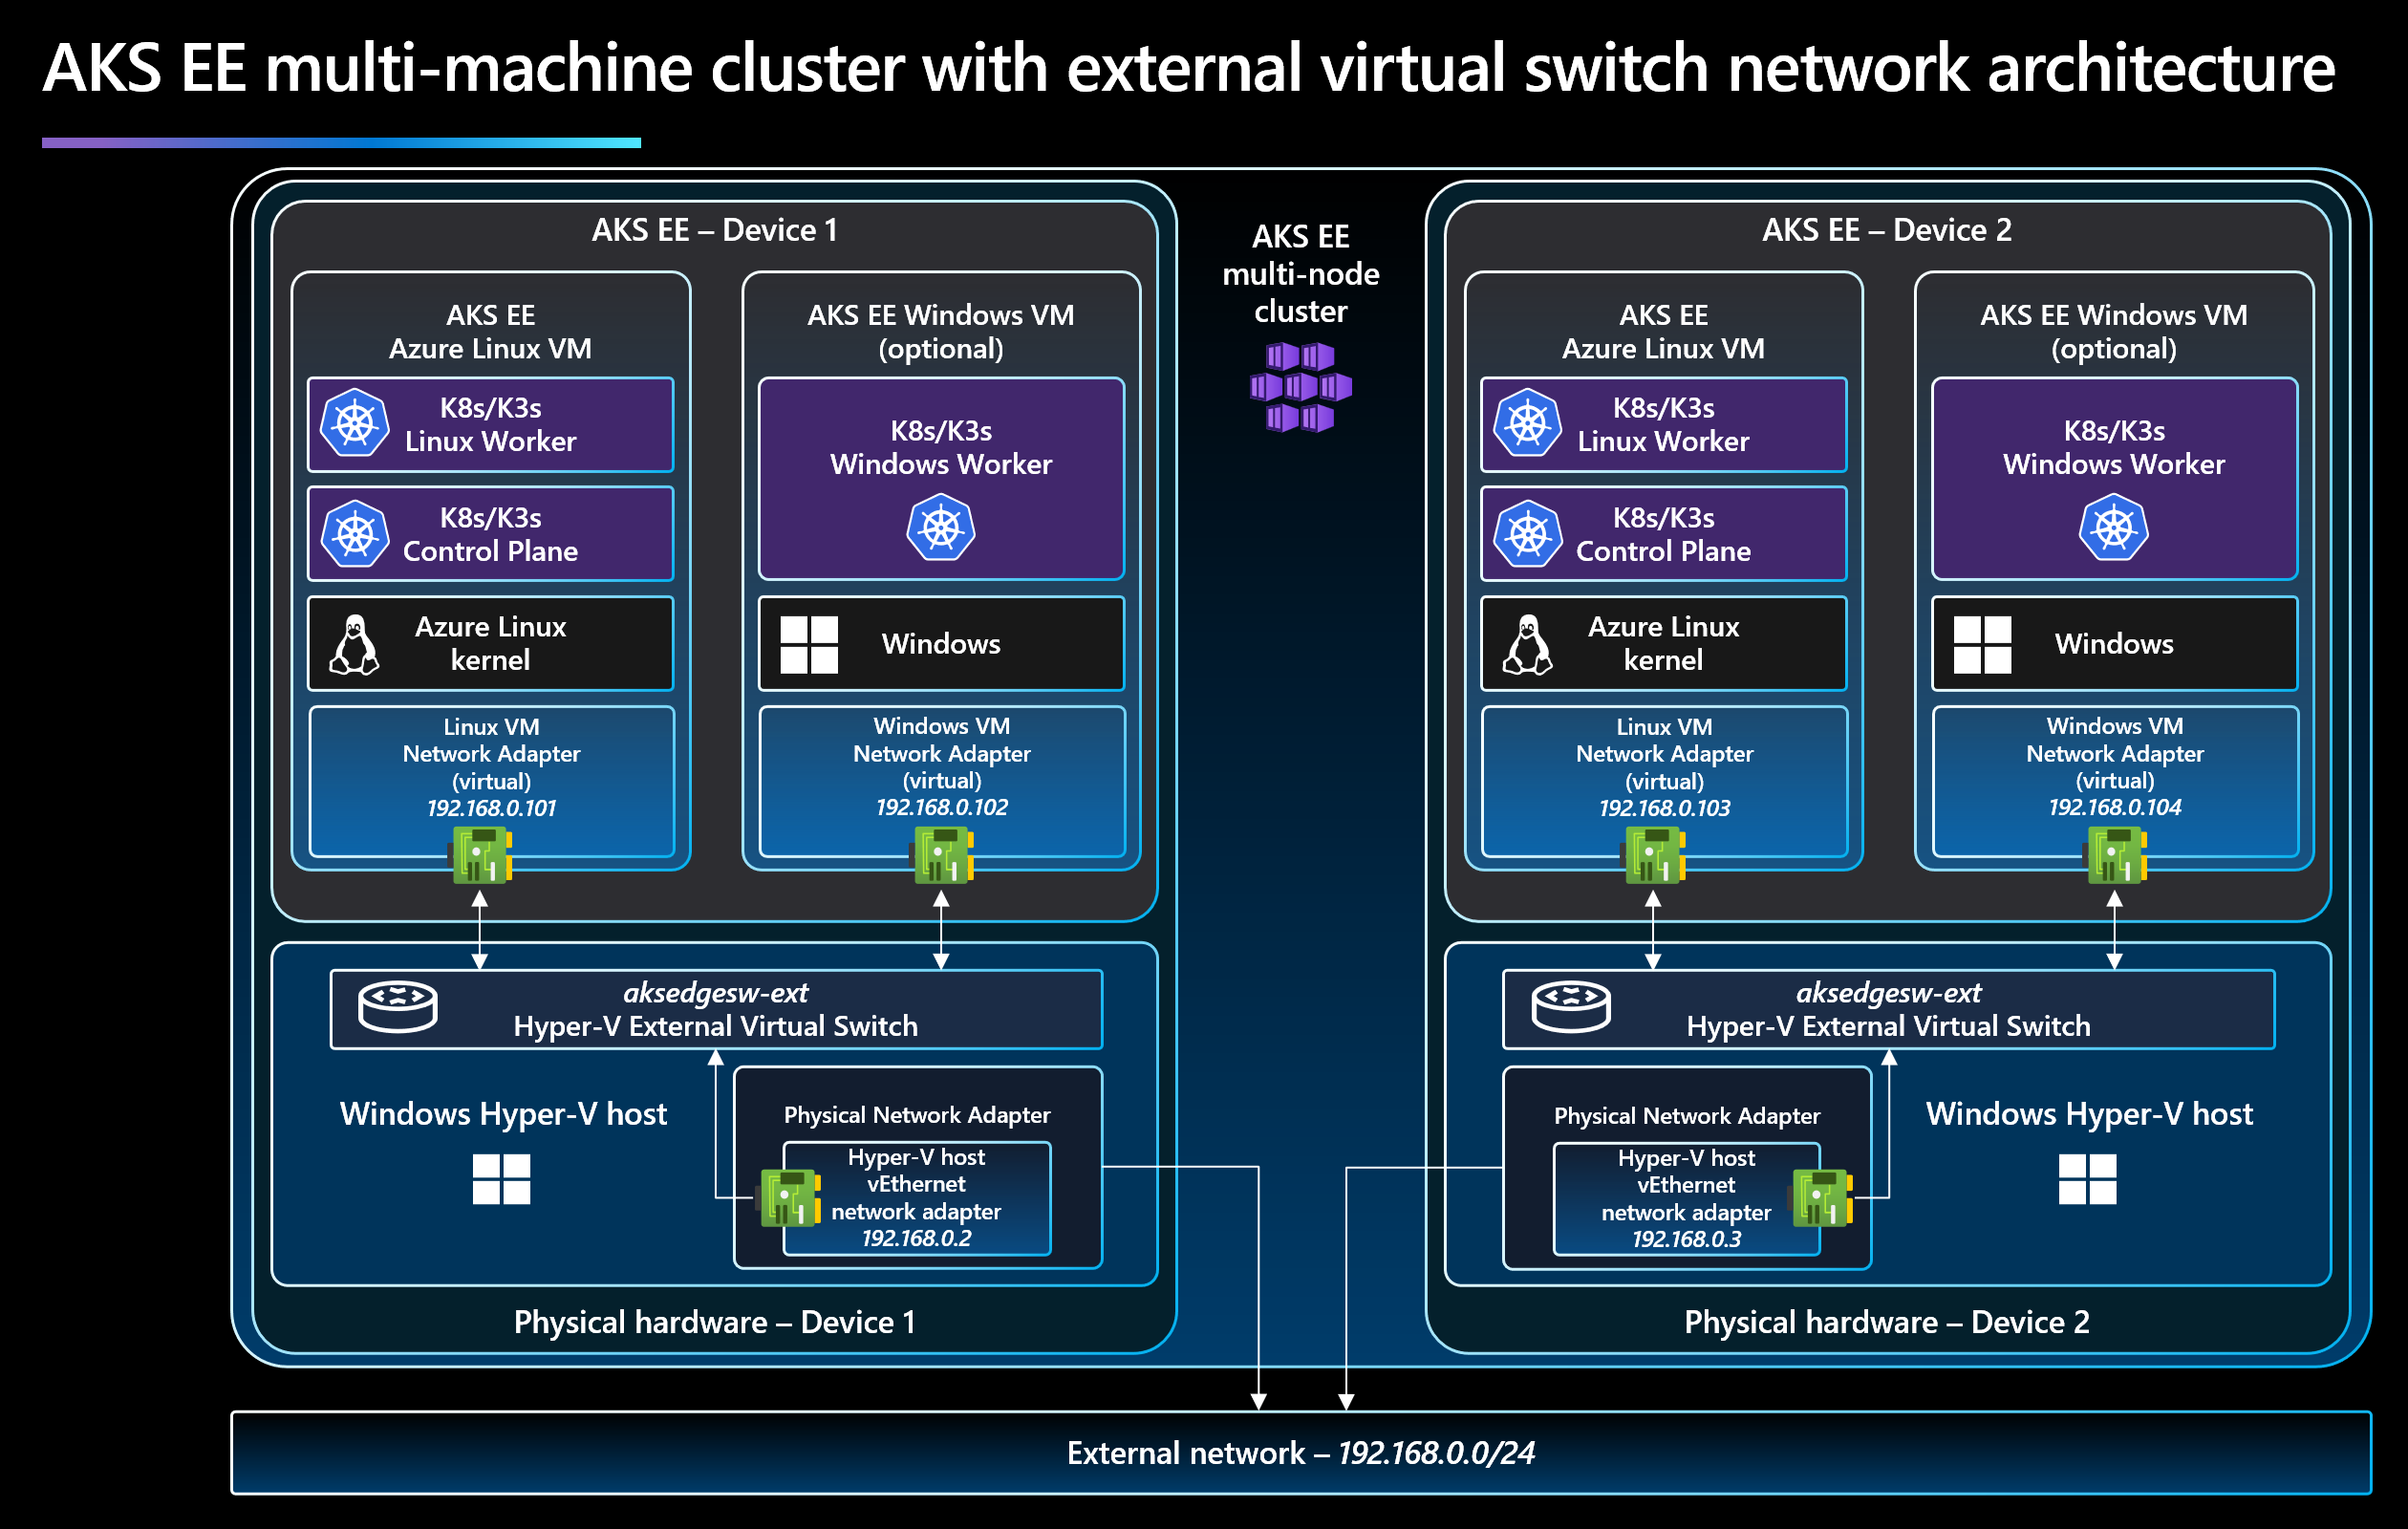 AKS EE multi-machine cluster with external virtual switch network architecture
AKS EE – Device 1
AKS EE
Azure Linux VM
K8s/K3s
Linux Worker
K8s/K3s
Control Plane
Azure Linux
kernel
Linux VM
Network Adapter
(virtual)
192.168.0.101
AKS EE Windows VM
(optional)
K8s/K3s
Windows Worker
Windows
Windows VM
Network Adapter
(virtual)
192.168.0.102
aksedgesw-ext
Hyper-V External Virtual Switch
Windows Hyper-V host
Physical Network Adapter
Hyper-V host
vEthernet
network adapter
192.168.0.2
Physical hardware – Device 1
AKS EE
multi-node
cluster
AKS EE – Device 2
AKS EE
Azure Linux VM
K8s/K3s
Linux Worker
K8s/K3s
Control Plane
Azure Linux
kernel
Linux VM
Network Adapter
(virtual)
192.168.0.103
AKS EE Windows VM
(optional)
K8s/K3s
Windows Worker
Windows
Windows VM
Network Adapter
(virtual)
192.168.0.104
aksedgesw-ext
Hyper-V External Virtual Switch
Physical Network Adapter
Hyper-V host
vEthernet
network adapter
192.168.0.3
Windows Hyper-V host
Physical hardware – Device 2
External network – 192.168.0.0/24